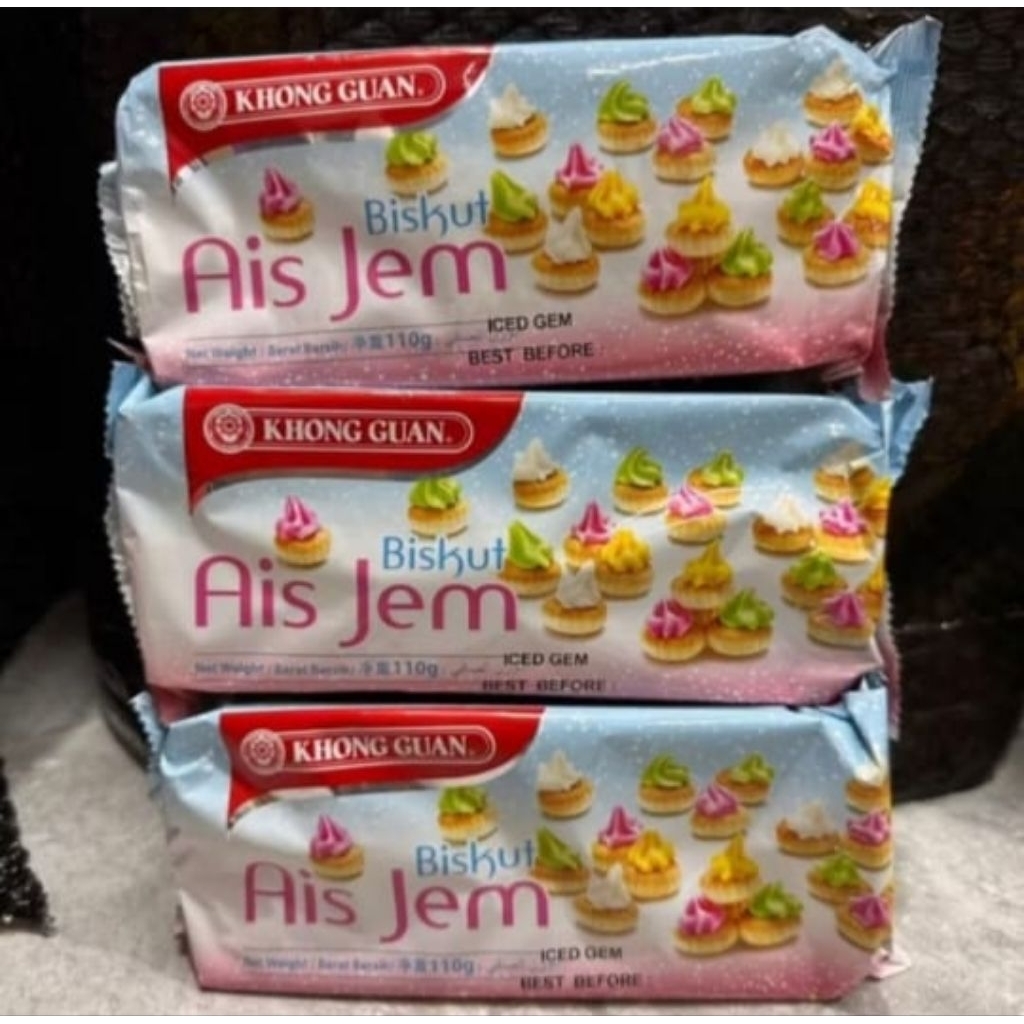 KHONG GUAN
Biskut
Ais Jem
Net Weight / Berat Bersih / 净重 110g
ICED GEM
BEST BEFORE :
KHONG GUAN
Biskut
Ais Jem
Net Weight / Berat Bersih / 净重 110g
ICED GEM
BEST BEFORE :
KHONG GUAN
Biskut
Ais Jem
Net Weight / Berat Bersih / 净重 110g
ICED GEM
BEST BEFORE :